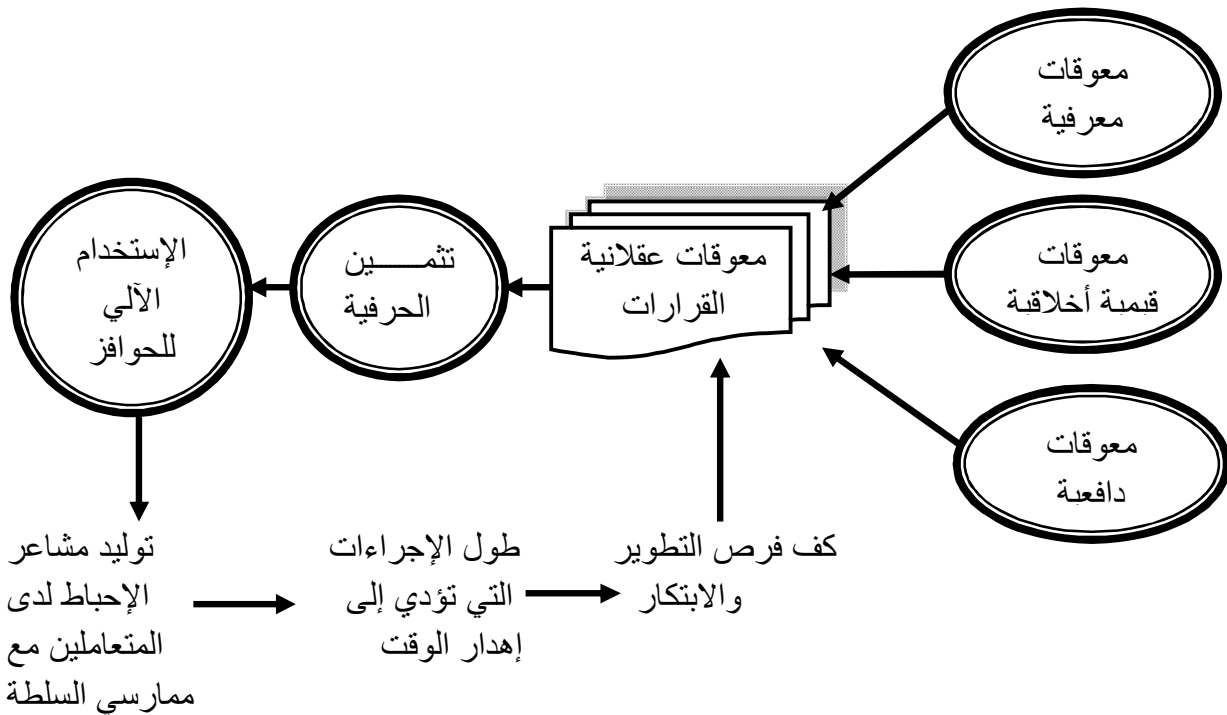 معوقات
معرفية
معوقات
قيمية أخلاقية
معوقات
دافعية
معوقات عقلانية
القرارات
تثمـــــين
الحرفية
الإستخدام
الآلي
للحوافز
توليد مشاعر
الإحباط لدى
المتعاملين مع
ممارسي السلطة
طول الإجراءات
التي تؤدي إلى
إهدار الوقت
كف فرص التطوير
والابتكار